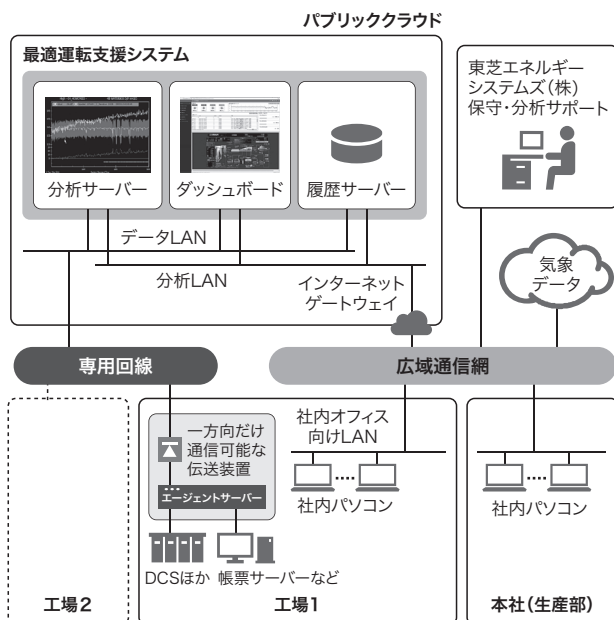 パブリッククラウド
最適運転支援システム
分析サーバー
ダッシュボード
履歴サーバー
データLAN
分析LAN
インターネット
ゲートウェイ
東芝エネルギー
システムズ(株)
保守・分析サポート
気象
データ
専用回線
広域通信網
一方向だけ
通信可能な
伝送装置
エージェントサーバー
DCSほか
帳票サーバーなど
社内オフィス
向けLAN
社内パソコン
社内パソコン
工場2
工場1
本社(生産部)